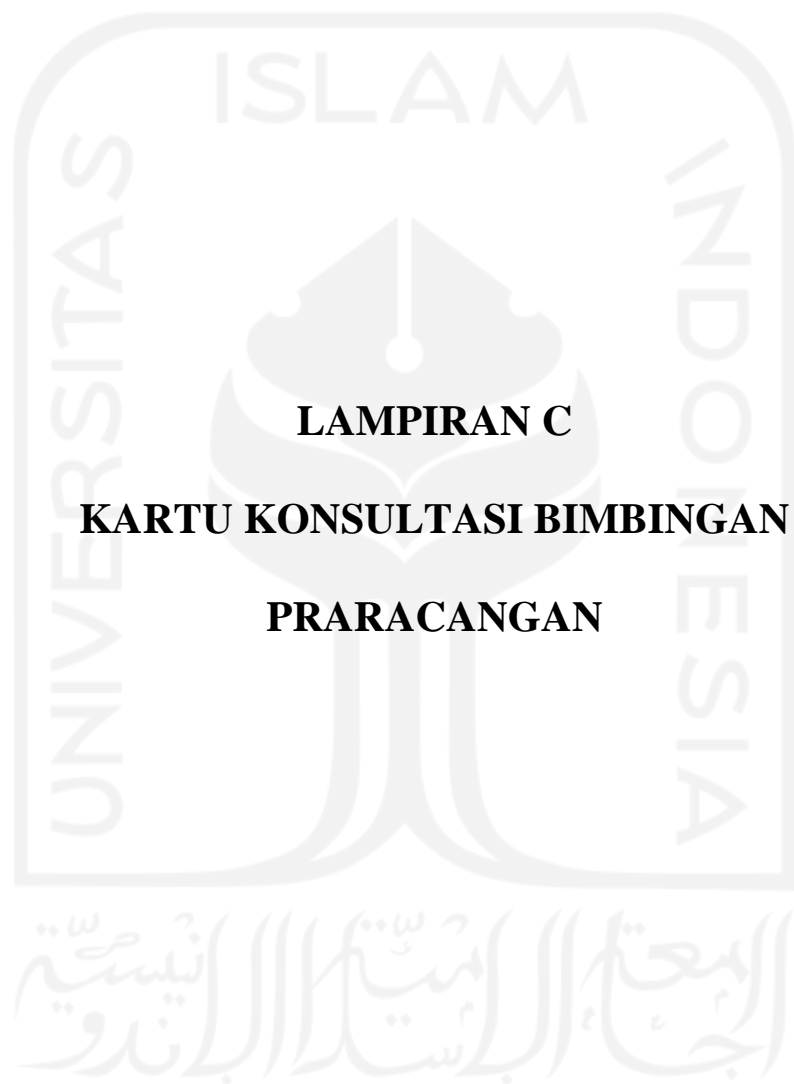 ISLAM
UNIVERSITAS
INDONESIA
LAMPIRAN C
KARTU KONSULTASI BIMBINGAN
PRARACANGAN